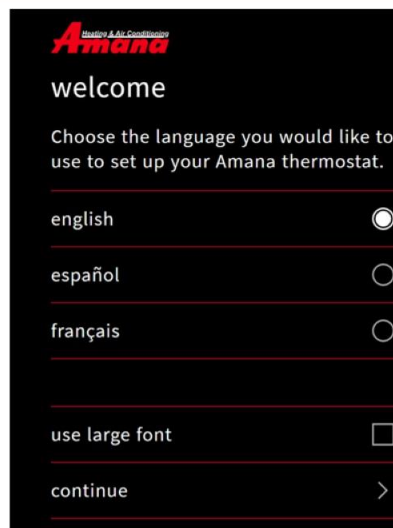 Heating & Air Conditioning
Amana
welcome
Choose the language you would like to
use to set up your Amana thermostat.
english
español
français
use large font
continue